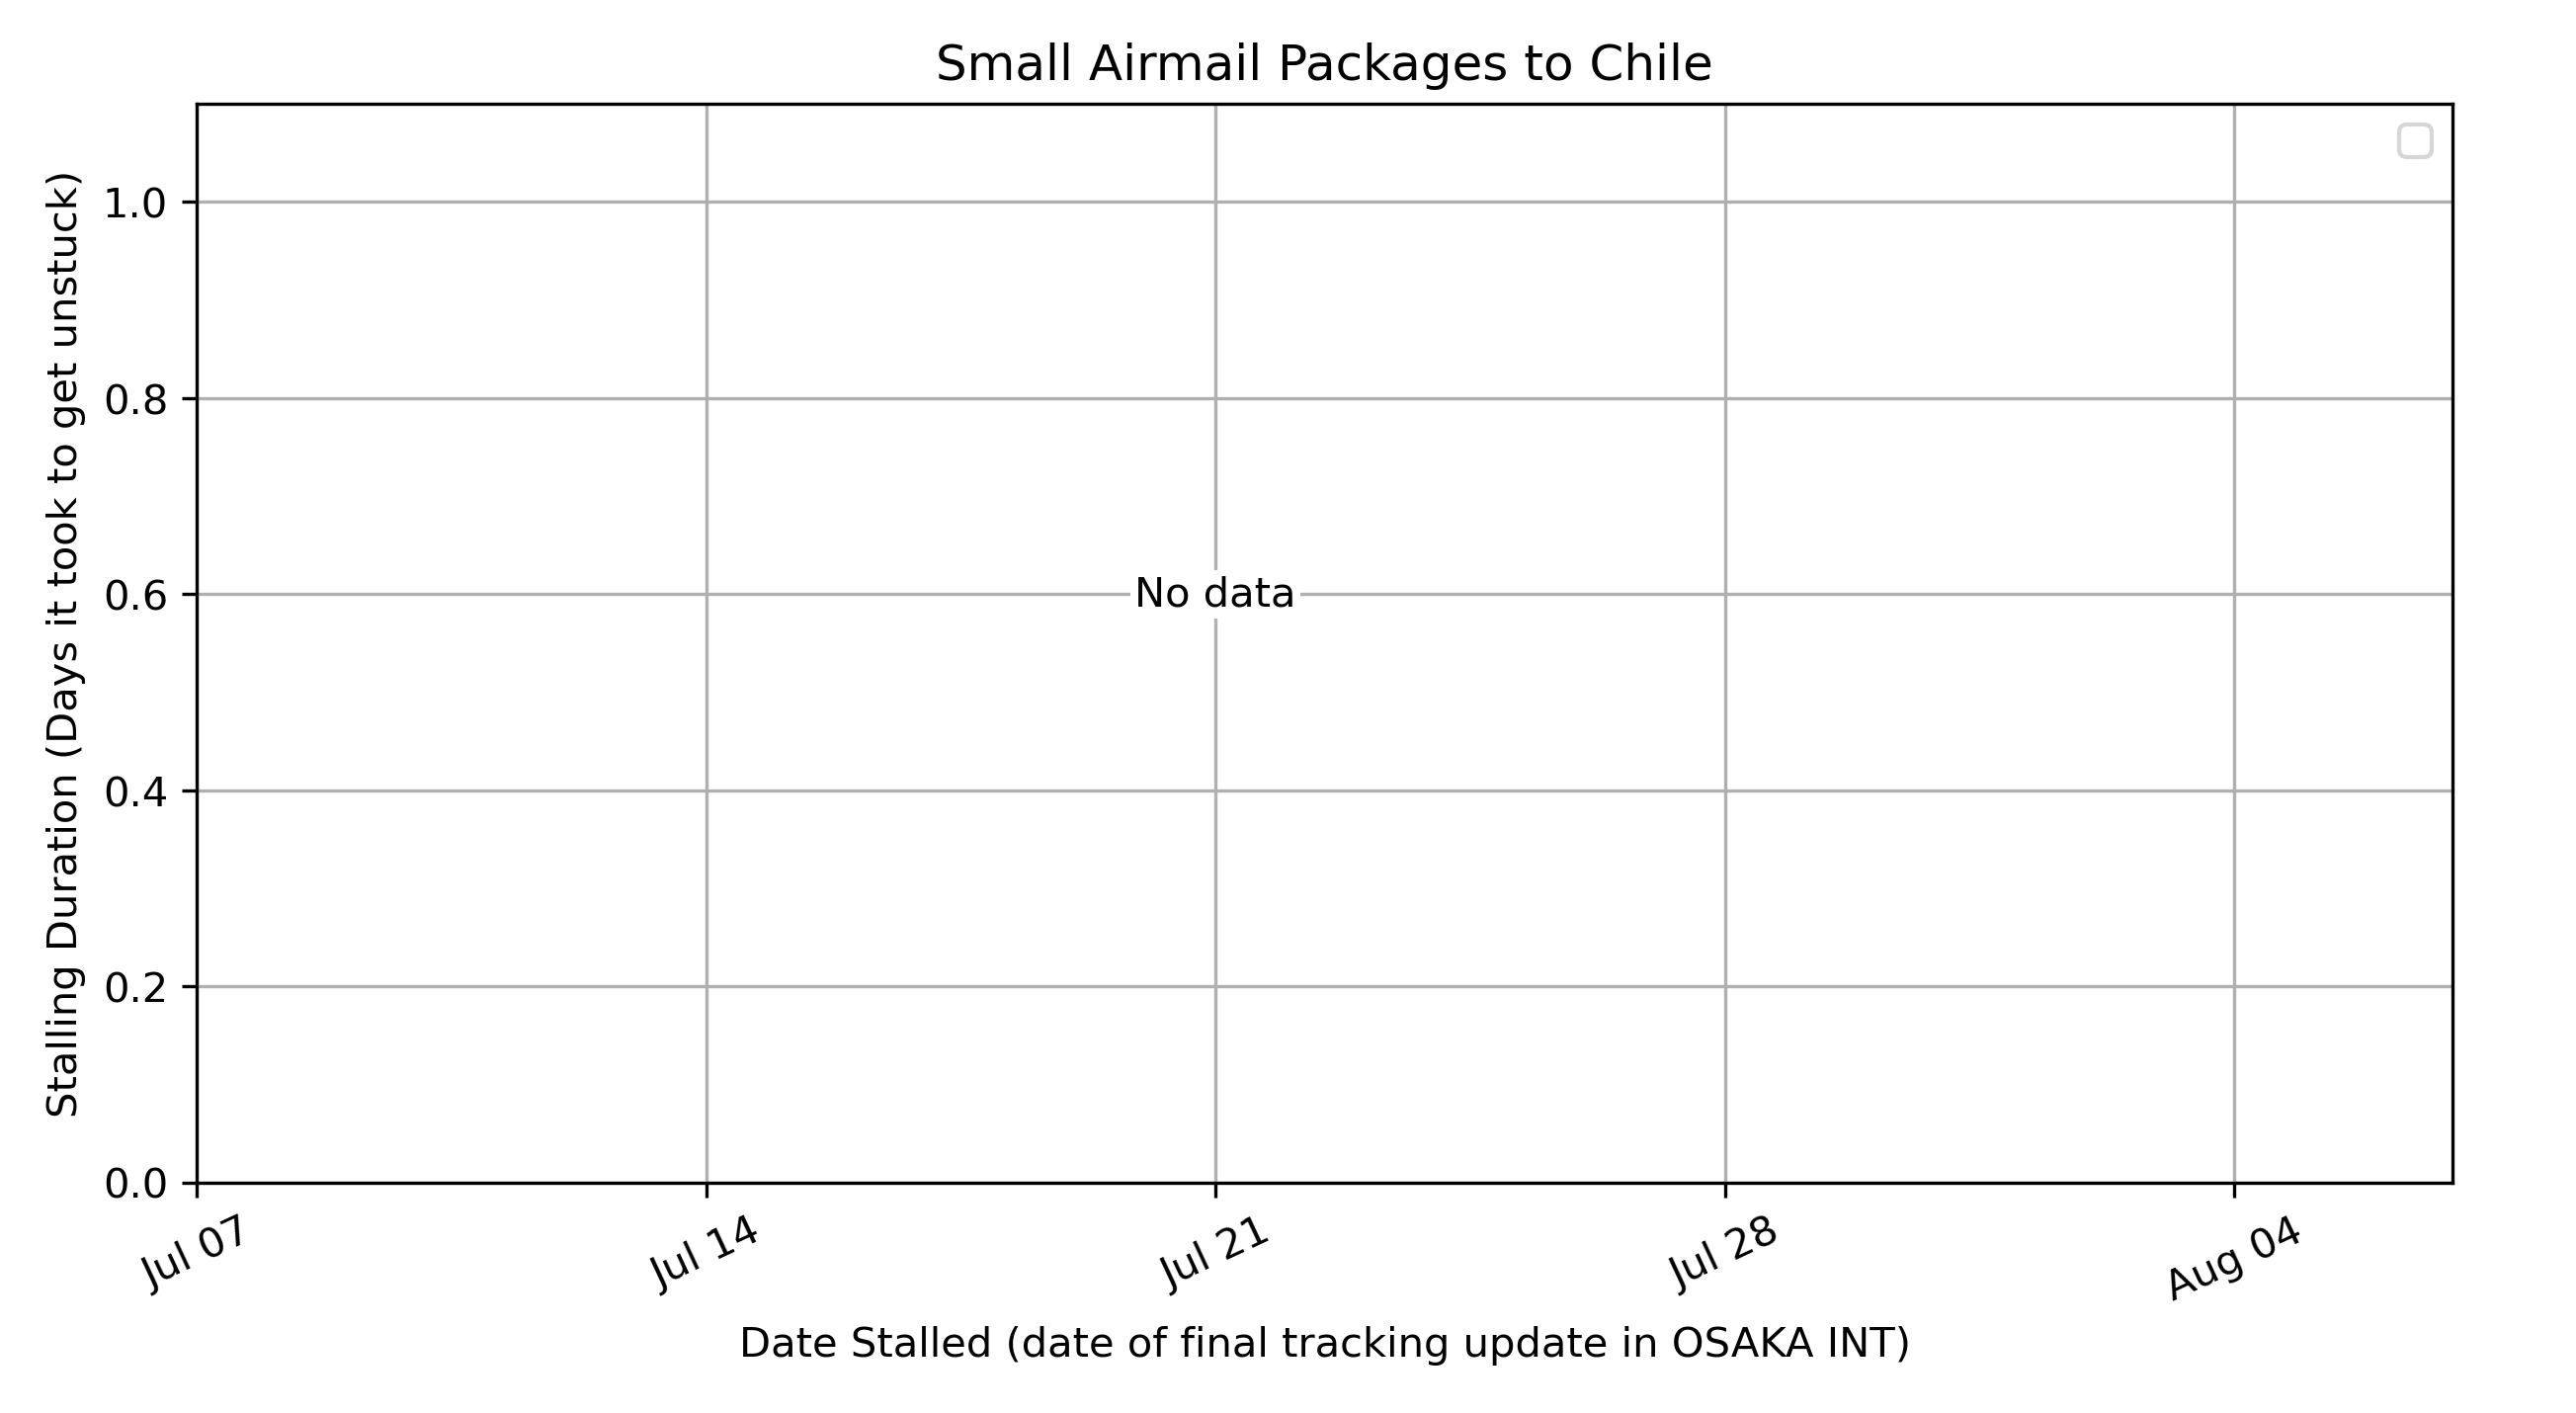 Small Airmail Packages to Chile
Stalling Duration (Days it took to get unstuck)
1.0
0.8
0.6
0.4
0.2
0.0
No data
Jul 07
Jul 14
Jul 21
Jul 28
Aug 04
Date Stalled (date of final tracking update in OSAKA INT)